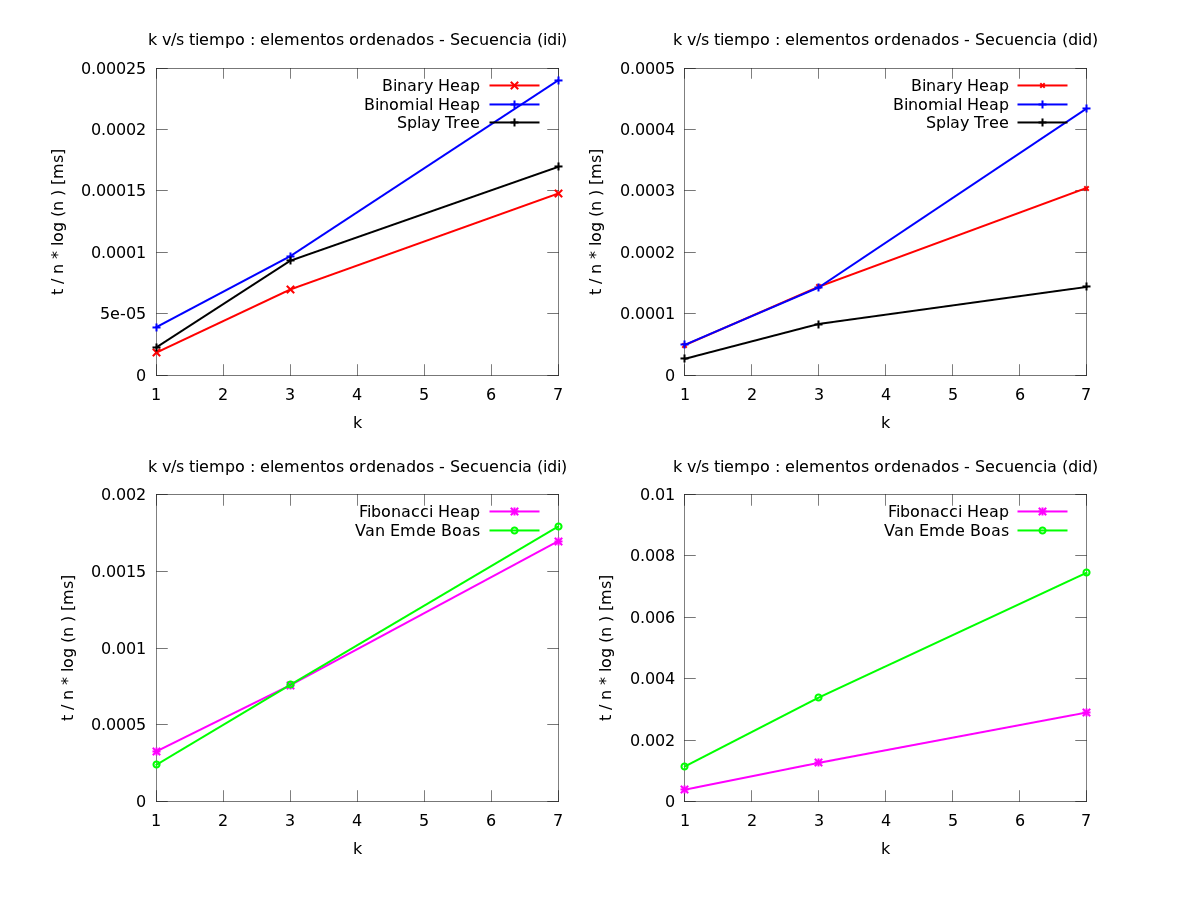 k v/s tiempo : elementos ordenados - Secuencia (idi)
0.00025
0.0002
0.00015
0.0001
5e-05
0
t / n * log (n ) [ms]
Binary Heap
Binomial Heap
Splay Tree
1 2 3 4 5 6 7
k
k v/s tiempo : elementos ordenados - Secuencia (did)
0.0005
0.0004
0.0003
0.0002
0.0001
0
t / n * log (n ) [ms]
Binary Heap
Binomial Heap
Splay Tree
1 2 3 4 5 6 7
k
k v/s tiempo : elementos ordenados - Secuencia (idi)
0.002
0.0015
0.001
0.0005
0
t / n * log (n ) [ms]
Fibonacci Heap
Van Emde Boas
1 2 3 4 5 6 7
k
k v/s tiempo : elementos ordenados - Secuencia (did)
0.01
0.008
0.006
0.004
0.002
0
t / n * log (n ) [ms]
Fibonacci Heap
Van Emde Boas
1 2 3 4 5 6 7
k